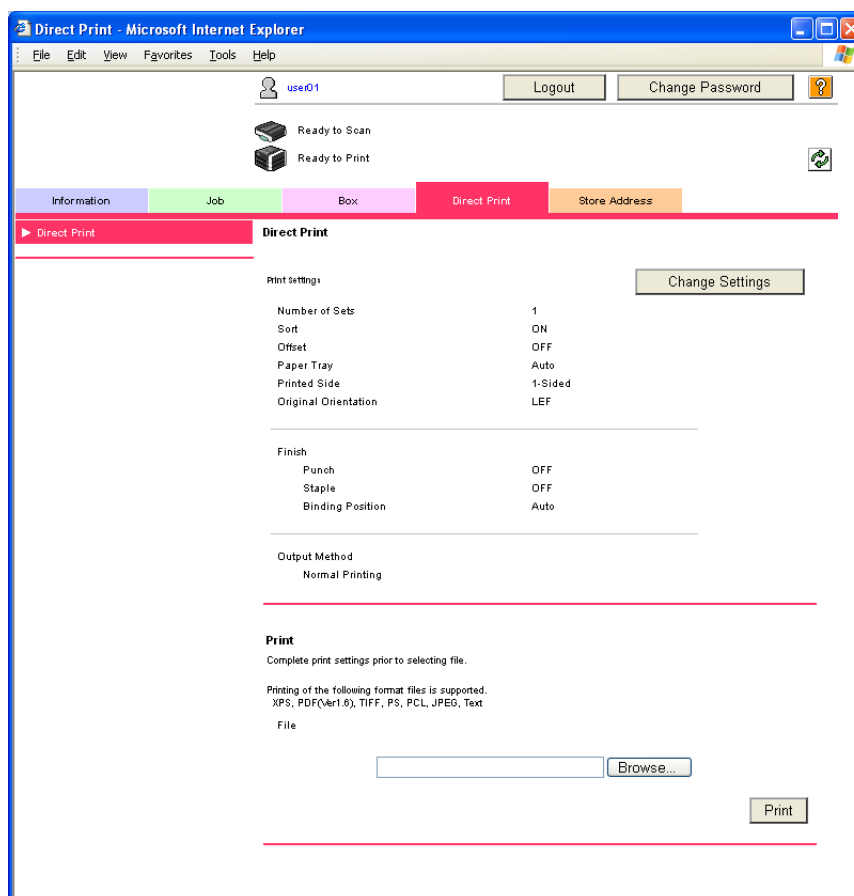 Direct Print - Microsoft Internet Explorer
File Edit View Favorites Tools Help
user01 Logout Change Password ?
Ready to Scan
Ready to Print
Information Job Box Direct Print Store Address
Direct Print
Direct Print
Print Settings Change Settings
Number of Sets 1
Sort ON
Offset OFF
Paper Tray Auto
Printed Side 1-Sided
Original Orientation LEF
Finish
Punch OFF
Staple OFF
Binding Position Auto
Output Method
Normal Printing
Print
Complete print settings prior to selecting file.
Printing of the following format files is supported.
XPS, PDF(Ver1.6), TIFF, PS, PCL, JPEG, Text
File
Browse...
Print